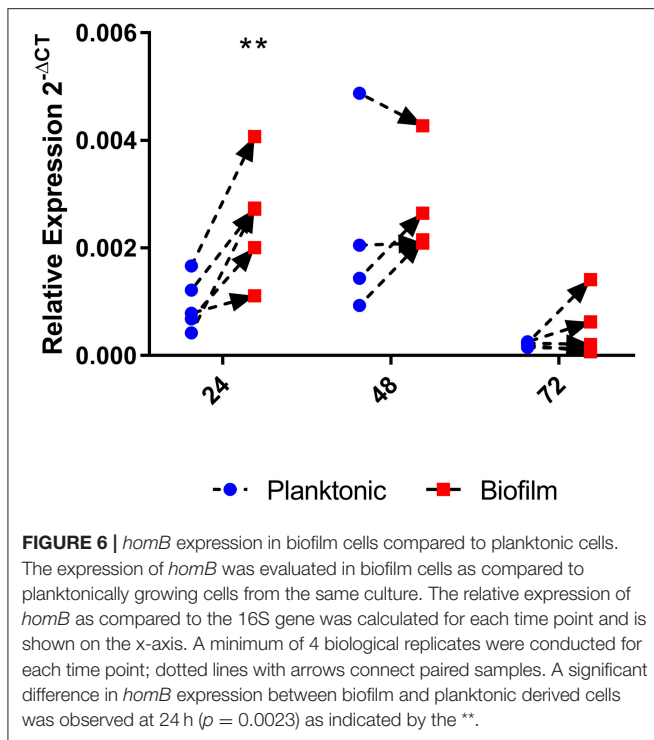 0.006
**
0.004
0.002
0.000
Relative Expression 2^-ΔCT
24
48
72
Planktonic
Biofilm
FIGURE 6 | homB expression in biofilm cells compared to planktonic cells.
The expression of homB was evaluated in biofilm cells as compared to
planktonically growing cells from the same culture. The relative expression of
homB as compared to the 16S gene was calculated for each time point and is
shown on the x-axis. A minimum of 4 biological replicates were conducted for
each time point; dotted lines with arrows connect paired samples. A significant
difference in homB expression between biofilm and planktonic derived cells
was observed at 24 h (p = 0.0023) as indicated by the **.